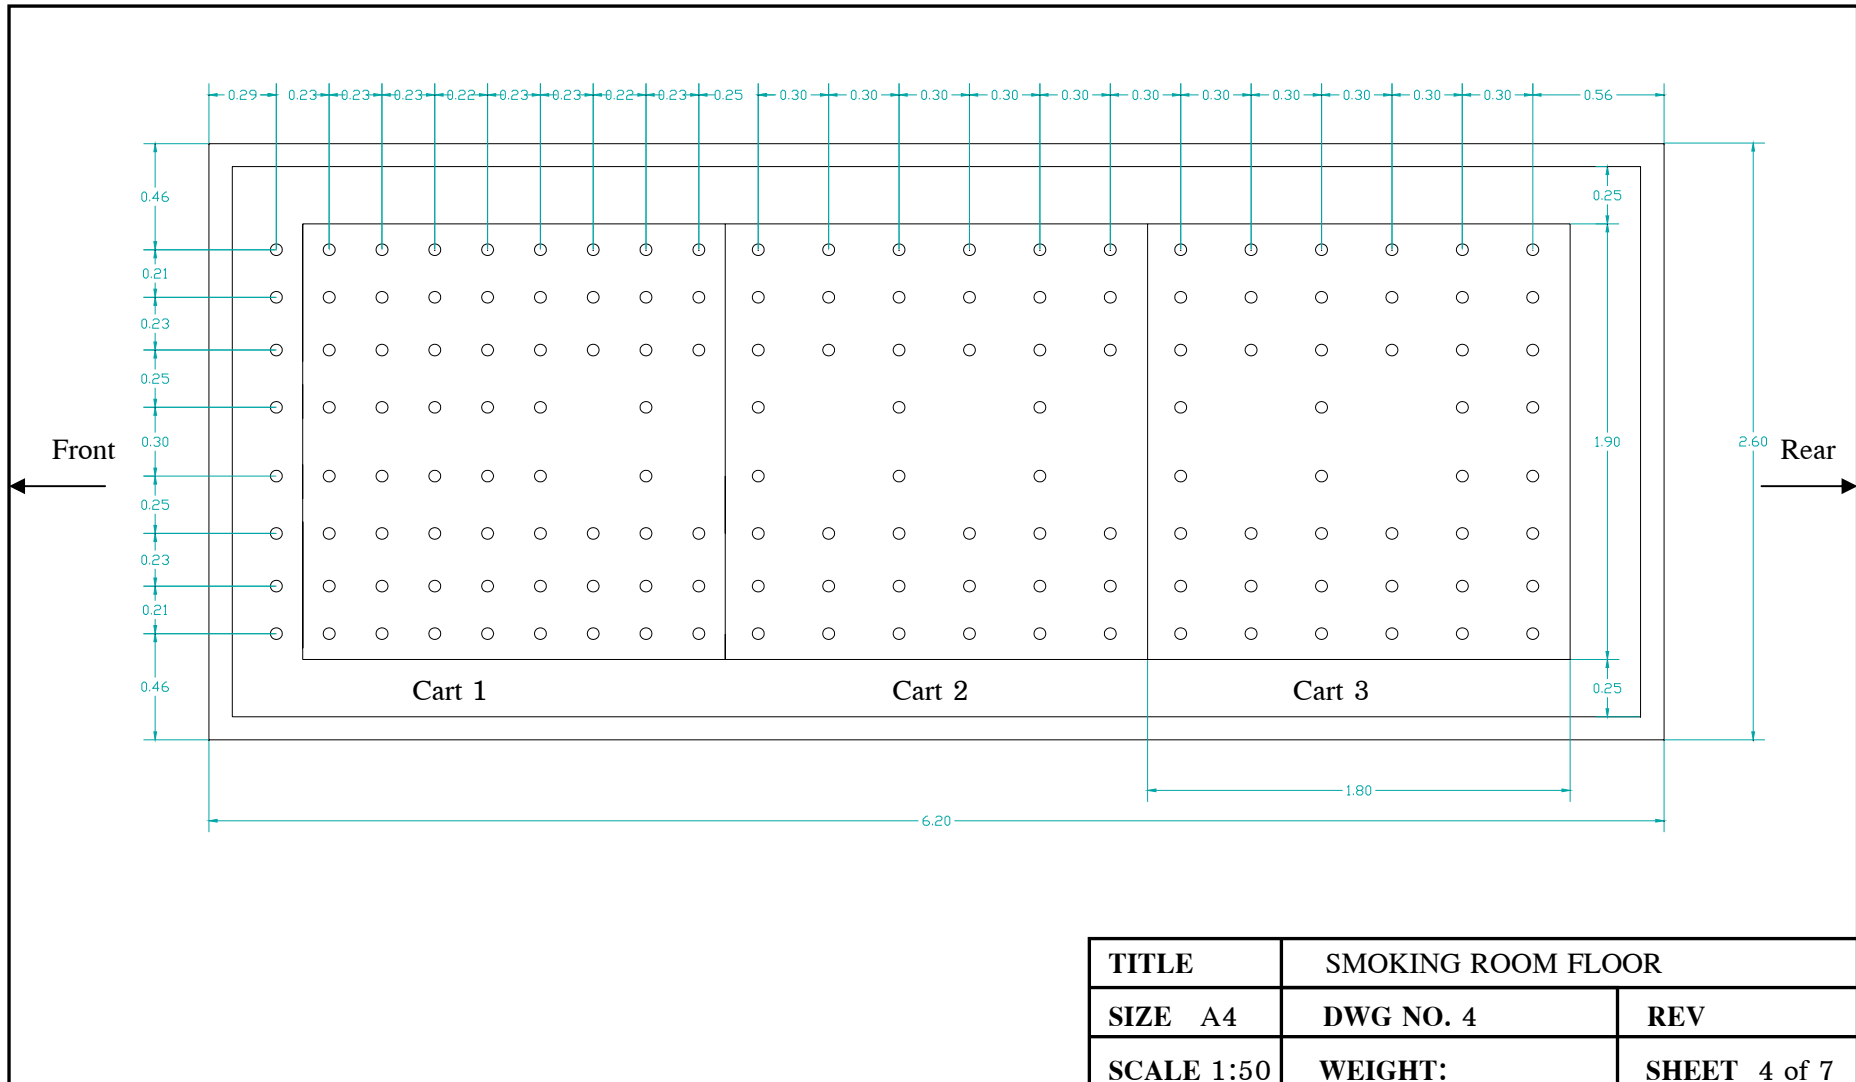 0.29 0.23 0.23 0.23 0.22 0.23 0.23 0.22 0.23 0.25 0.30 0.30 0.30 0.30 0.30 0.30 0.30 0.30 0.30 0.30 0.30 0.56
0.46
0.25
0.21
0.23
0.25
Front
0.30
1.90
2.60
Rear
0.25
0.23
0.21
0.46
Cart 1
Cart 2
Cart 3
0.25
1.80
6.20
TITLE SMOKING ROOM FLOOR
SIZE A4 DWG NO. 4 REV
SCALE 1:50 WEIGHT: SHEET 4 of 7